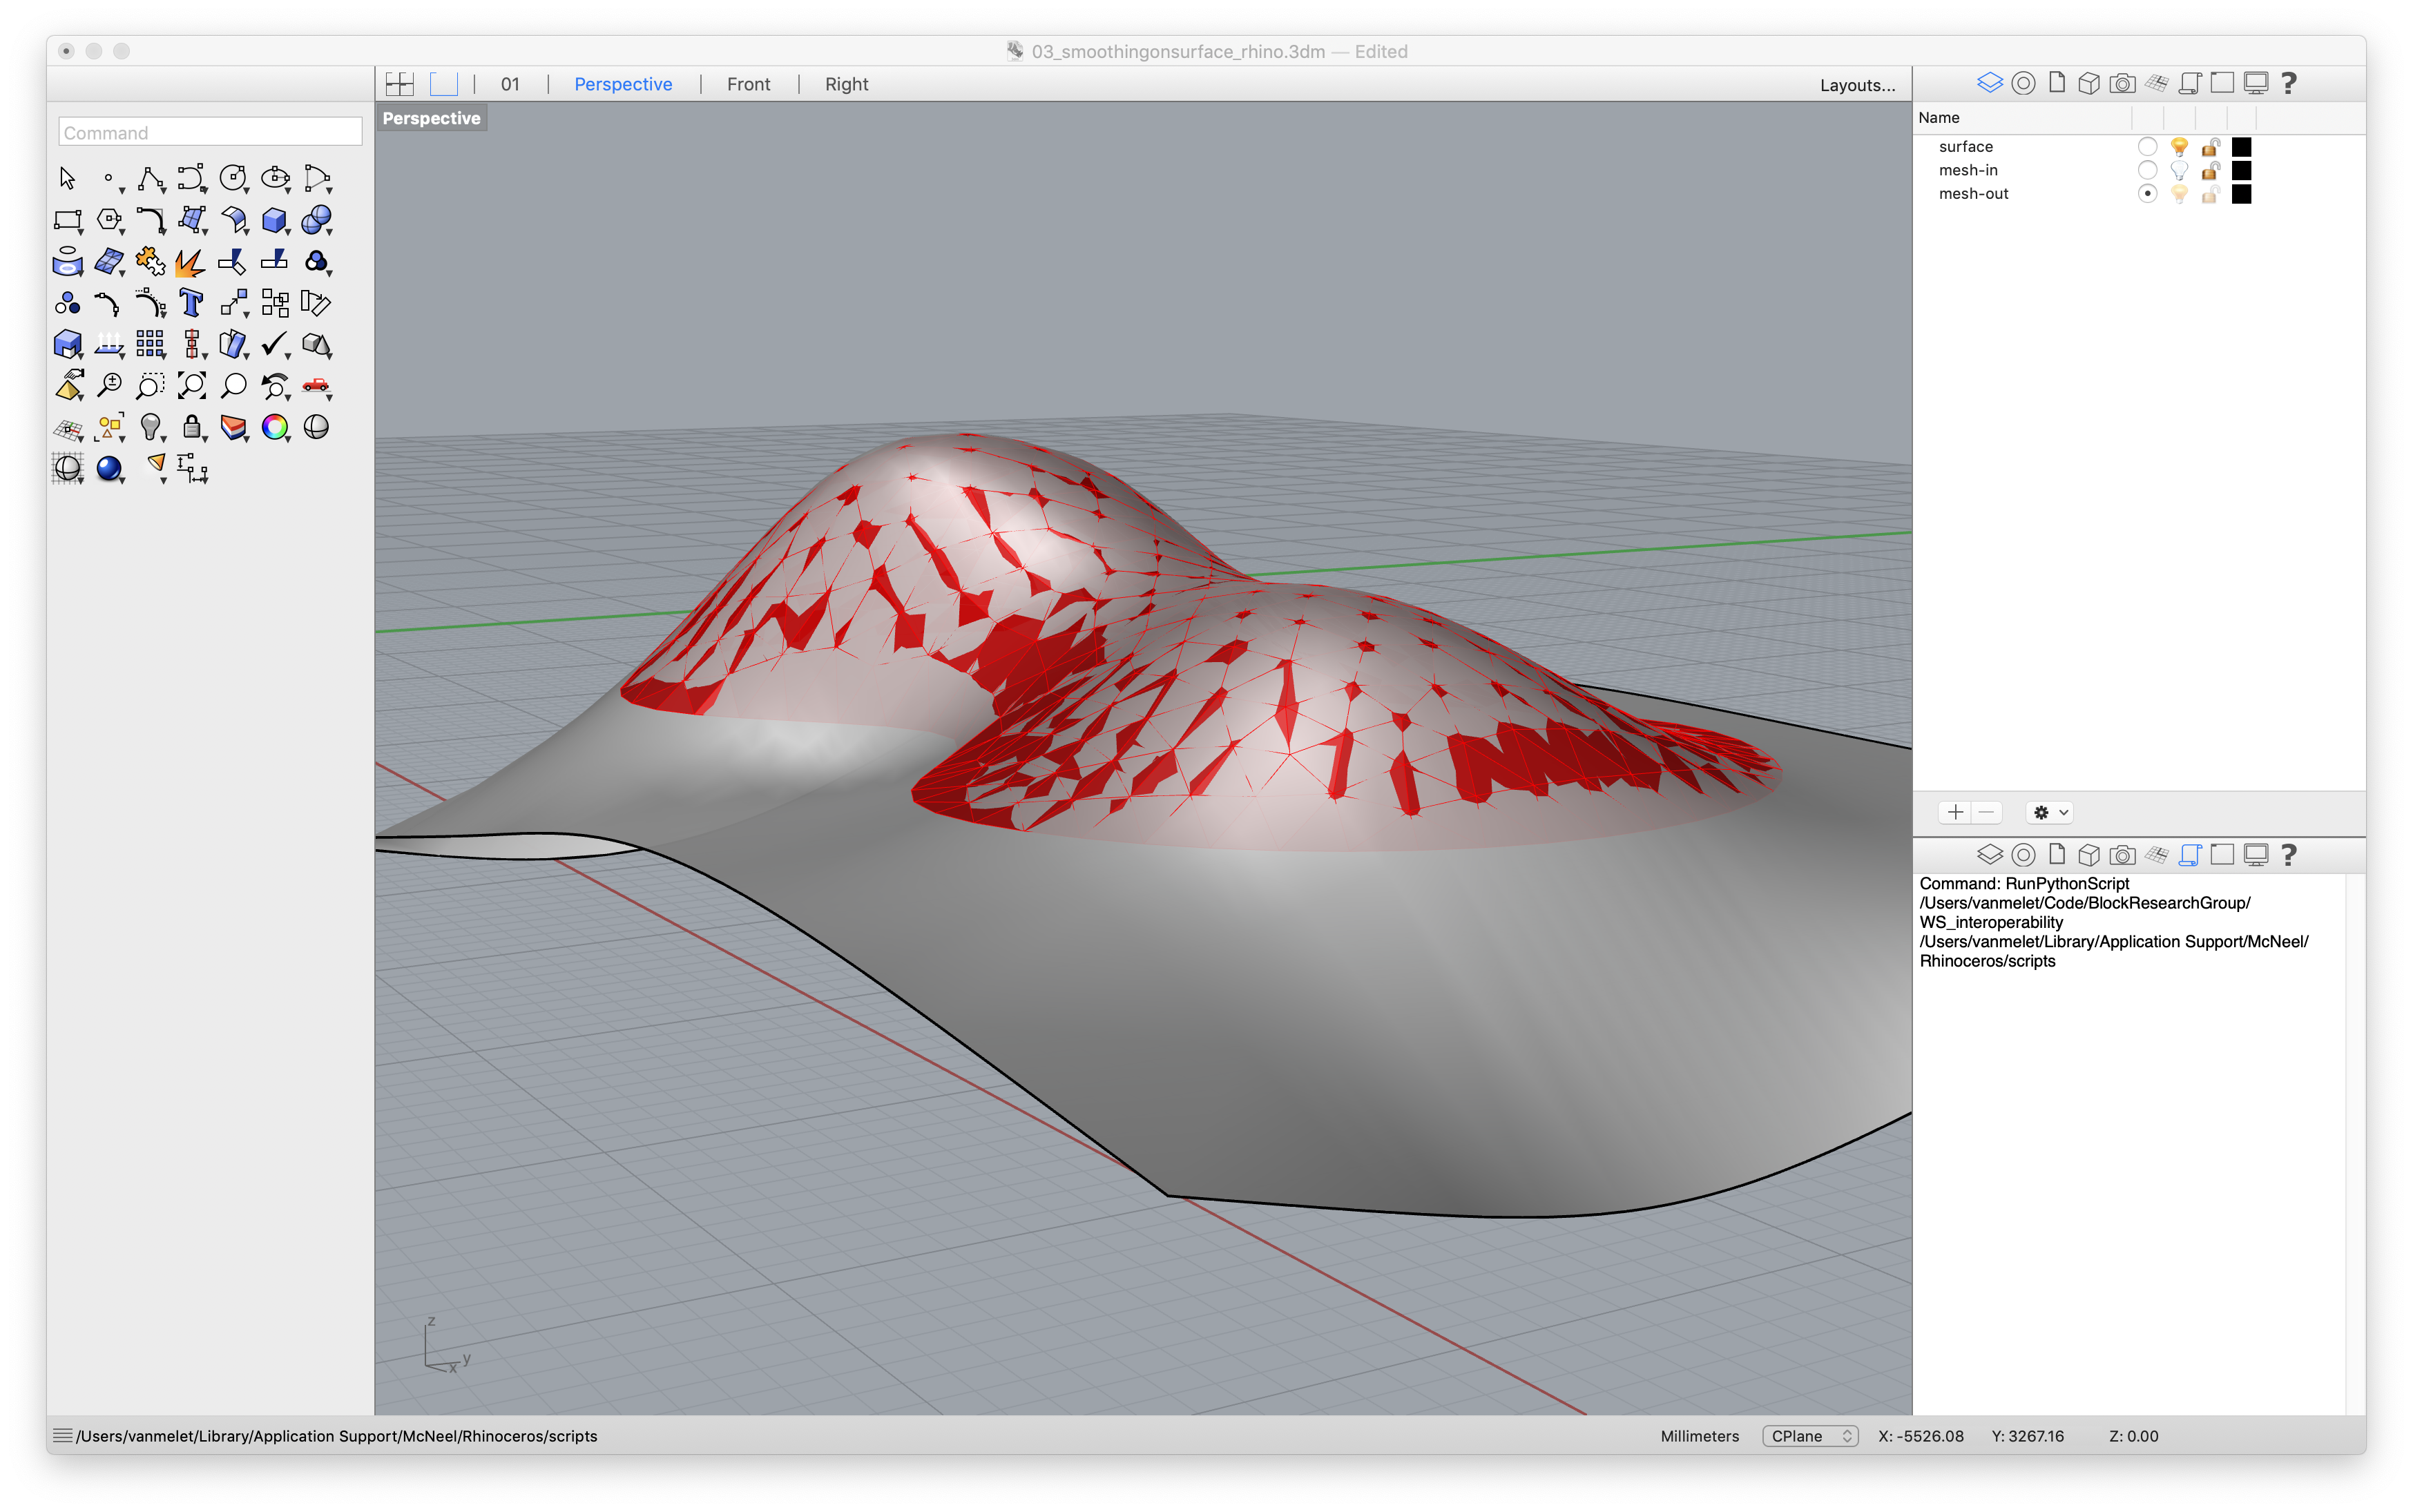 03_smoothingonsurface_rhino.3dm — Edited
01 | Perspective | Front | Right
Layouts...
Perspective
Command
Name
surface
mesh-in
mesh-out
Command: RunPythonScript
/Users/vanmelet/Code/BlockResearchGroup/
WS_interoperability
/Users/vanmelet/Library/Application Support/McNeel/
Rhinoceros/scripts
z
y
x
/Users/vanmelet/Library/Application Support/McNeel/Rhinoceros/scripts
Millimeters
CPlane
X: -5526.08
Y: 3267.16
Z: 0.00